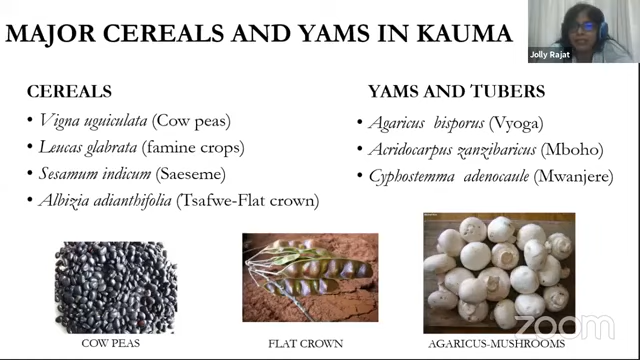 MAJOR CEREALS AND YAMS IN KAUMA
Jolly Rajat
CEREALS
• Vigna uguiculata (Cow peas)
• Leucas glabrata (famine crops)
• Sesamum indicum (Saeseme)
• Albizia adianthifolia (Tsafwe-Flat crown)
YAMS AND TUBERS
• Agaricus bisporus (Vyoga)
• Acridocarpus zanzibaricus (Mboho)
• Cyphostemma adenocaule (Mwanjere)
COW PEAS
FLAT CROWN
AGARICUS-MUSHROOMS
zoom